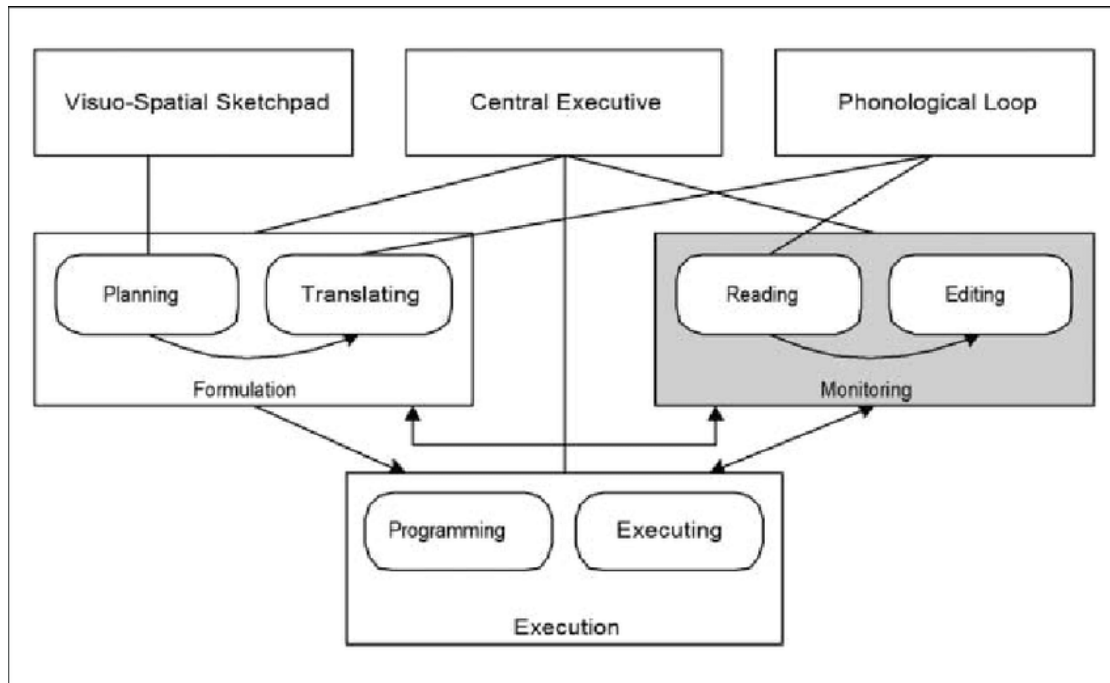 Visuo-Spatial Sketchpad
Central Executive
Phonological Loop
Planning
Translating
Formulation
Reading
Editing
Monitoring
Programming
Executing
Execution